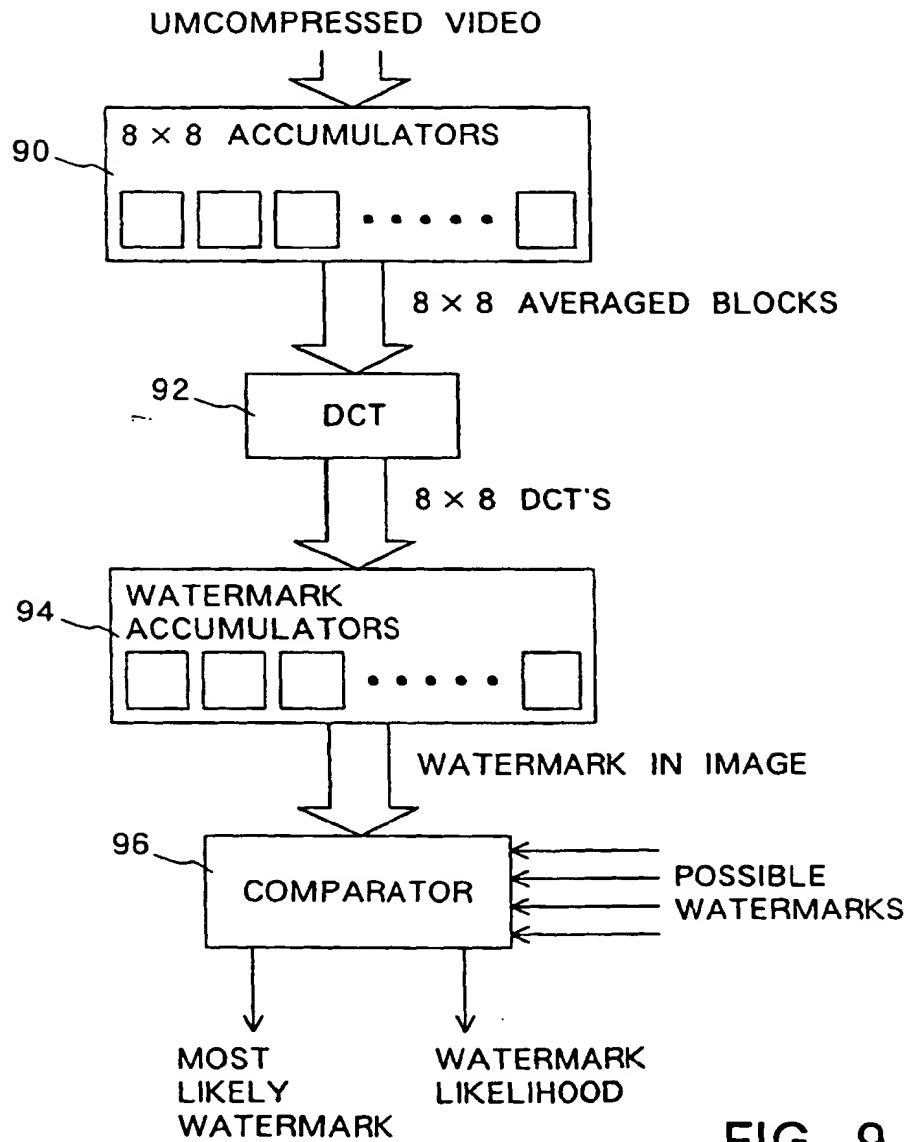 UMCOMPRESSED VIDEO
90
8 × 8 ACCUMULATORS
8 × 8 AVERAGED BLOCKS
92
DCT
8 × 8 DCT'S
94
WATERMARK
ACCUMULATORS
WATERMARK IN IMAGE
96
COMPARATOR
POSSIBLE
WATERMARKS
MOST
LIKELY
WATERMARK
WATERMARK
LIKELIHOOD
FIG. 9